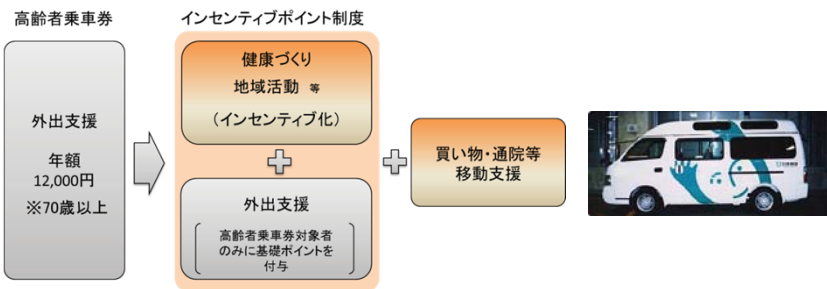 高齢者乗車券
外出支援
年額
12,000円
※70歳以上
インセンティブポイント制度
健康づくり
地域活動 等
（インセンティブ化）
＋
外出支援
高齢者乗車券対象者
のみに基礎ポイントを
付与
＋
買い物・通院等
移動支援